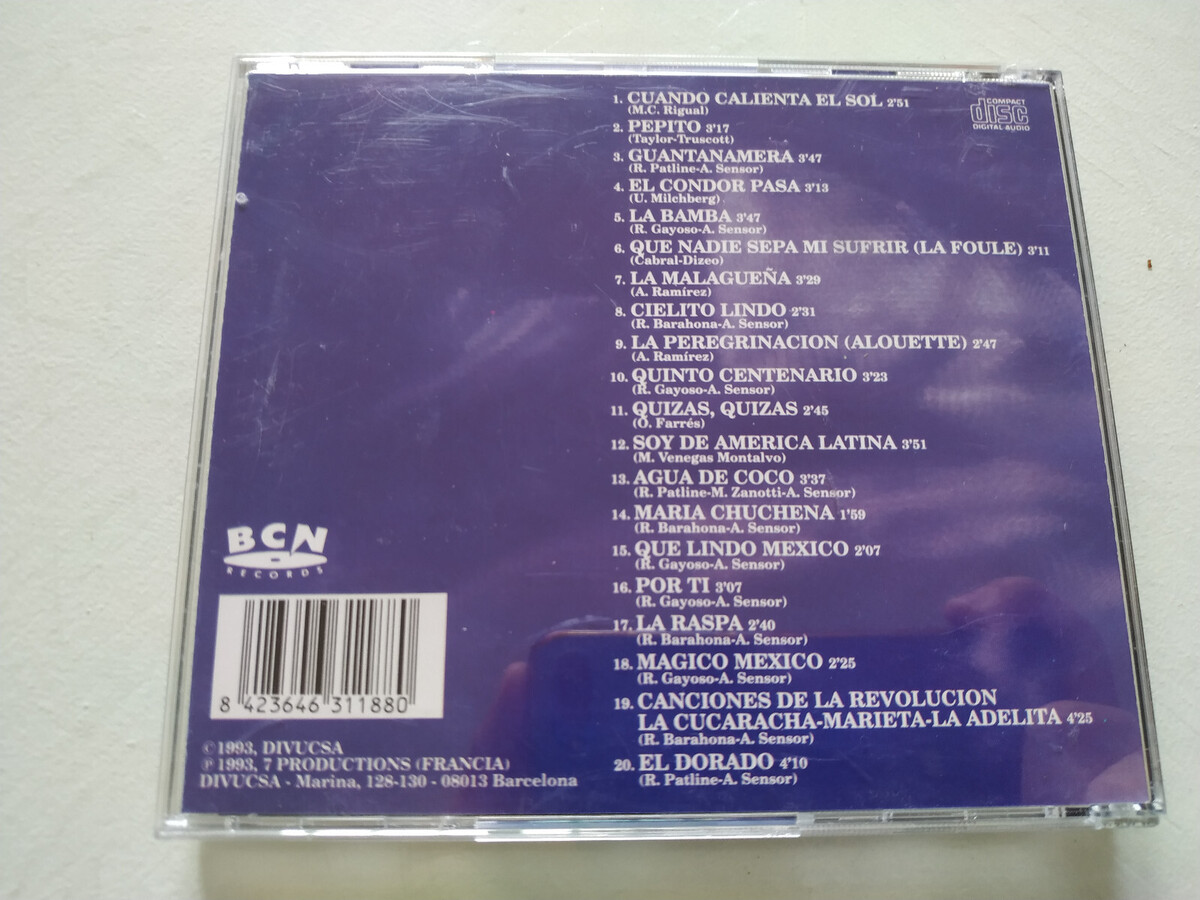 1. CUANDO CALIENTA EL SOL 2'51
(M.C. Rigual)
2. PEPITO 3'17
(Taylor-Truscott)
3. GUANTANAMERA 3'47
(R. Patline-A. Sensor)
4. EL CONDOR PASA 3'13
(U. Milchberg)
5. LA BAMBA 3'47
(R. Gayoso-A. Sensor)
6. QUE NADIE SEPA MI SUFRIR (LA FOULE) 3'11
(Cabral-Dizeo)
7. LA MALAGUEÑA 3'29
(A. Ramírez)
8. CIELITO LINDO 2'31
(R. Barahona-A. Sensor)
9. LA PEREGRINACION (ALOUETTE) 2'47
(A. Ramírez)
10. QUINTO CENTENARIO 3'23
(R. Gayoso-A. Sensor)
11. QUIZAS, QUIZAS 2'45
(O. Farrés)
12. SOY DE AMERICA LATINA 3'51
(M. Venegas Montalvo)
13. AGUA DE COCO 3'37
(R. Patline-M. Zanotti-A. Sensor)
14. MARIA CHUCHENA 1'59
(R. Barahona-A. Sensor)
15. QUE LINDO MEXICO 2'07
(R. Gayoso-A. Sensor)
16. POR TI 3'07
(R. Gayoso-A. Sensor)
17. LA RASPA 2'40
(R. Barahona-A. Sensor)
18. MAGICO MEXICO 2'25
(R. Gayoso-A. Sensor)
19. CANCIONES DE LA REVOLUCION
LA CUCARACHA-MARIETA-LA ADELITA 4'25
(R. Barahona-A. Sensor)
20. EL DORADO 4'10
(R. Patline-A. Sensor)
COMPACT
disc
DIGITAL AUDIO
BCN
RECORDS
8 423646 311880
© 1993, DIVUCSA
℗ 1993, 7 PRODUCTIONS (FRANCIA)
DIVUCSA - Marina, 128-130 - 08013 Barcelona